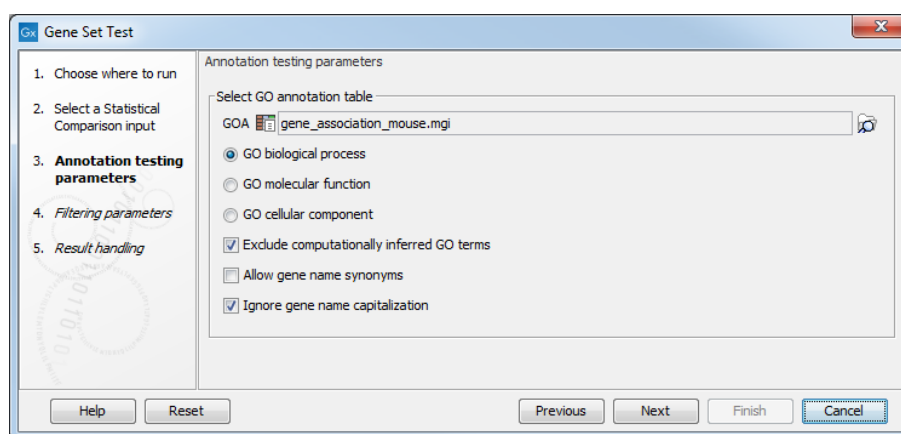 Gx Gene Set Test
1. Choose where to run
2. Select a Statistical
Comparison input
3. Annotation testing
parameters
4. Filtering parameters
5. Result handling
Annotation testing parameters
Select GO annotation table
GOA gene_association_mouse.mgi
GO biological process
GO molecular function
GO cellular component
Exclude computationally inferred GO terms
Allow gene name synonyms
Ignore gene name capitalization
Help Reset Previous Next Finish Cancel